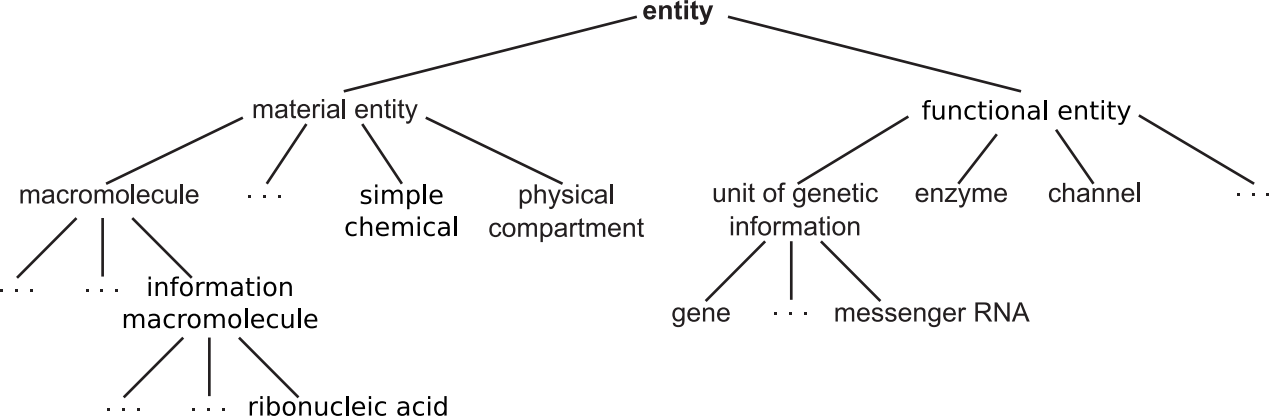 entity
material entity
functional entity
macromolecule
. . .
simple
chemical
physical
compartment
unit of genetic
information
enzyme
channel
. . .
. . .
. . .
information
macromolecule
gene
. . .
messenger RNA
. . .
. . .
ribonucleic acid